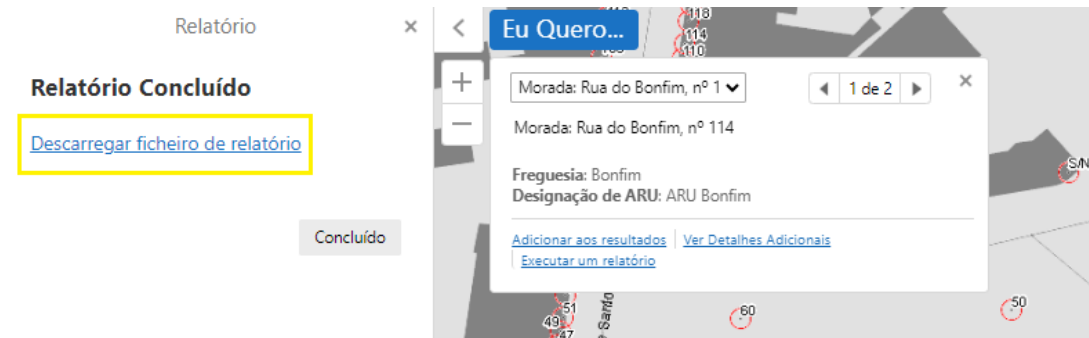 Relatório
×
Relatório Concluído
Descarregar ficheiro de relatório
Concluído
Eu Quero...
118
114
110
Morada: Rua do Bonfim, nº 1
1 de 2
×
Morada: Rua do Bonfim, nº 114
Freguesia: Bonfim
Designação de ARU: ARU Bonfim
Adicionar aos resultados
Ver Detalhes Adicionais
Executar um relatório
S/N
51
49
47
60
50